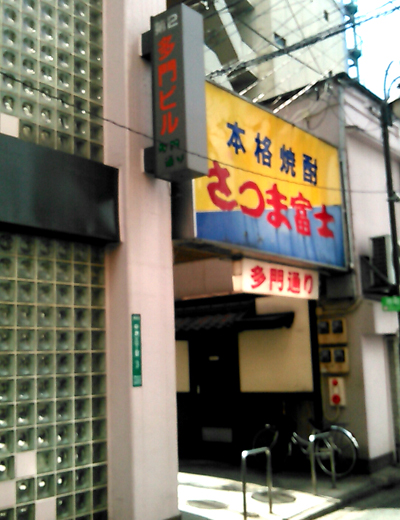 第2
多門ビル
本格焼酎
さつま富士
多門通り